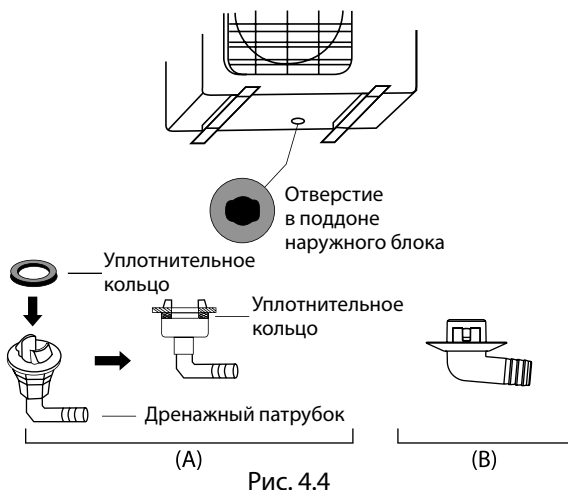 Отверстие
в поддоне
наружного блока
Уплотнительное
кольцо
Уплотнительное
кольцо
Дренажный патрубок
(A)
(B)
Рис. 4.4